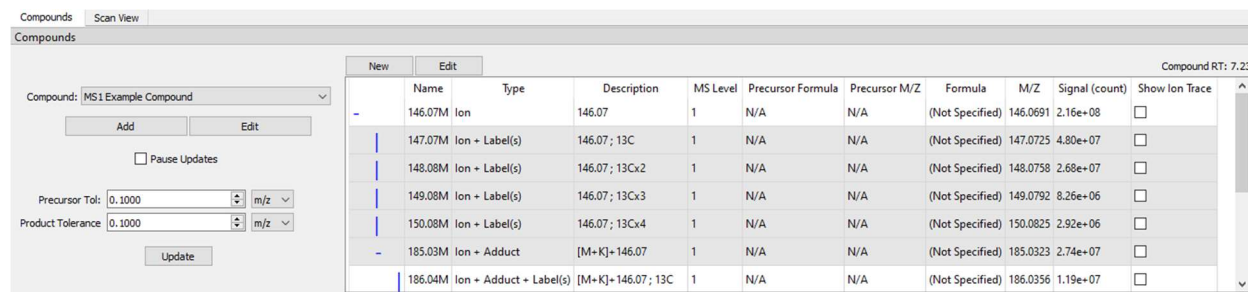 Compounds Scan View
Compounds
New Edit Compound RT: 7.23
Name Type Description MS Level Precursor Formula Precursor M/Z Formula M/Z Signal (count) Show Ion Trace
Compound: MS1 Example Compound
- 146.07M Ion 146.07 1 N/A N/A (Not Specified) 146.0691 2.16e+08
Add Edit
147.07M Ion + Label(s) 146.07 ; 13C 1 N/A N/A (Not Specified) 147.0725 4.80e+07
Pause Updates
148.08M Ion + Label(s) 146.07 ; 13Cx2 1 N/A N/A (Not Specified) 148.0758 2.68e+07
Precursor Tol: 0.1000 m/z
149.08M Ion + Label(s) 146.07 ; 13Cx3 1 N/A N/A (Not Specified) 149.0792 8.26e+06
Product Tolerance 0.1000 m/z
150.08M Ion + Label(s) 146.07 ; 13Cx4 1 N/A N/A (Not Specified) 150.0825 2.92e+06
Update
- 185.03M Ion + Adduct [M+K]+146.07 1 N/A N/A (Not Specified) 185.0323 2.74e+07
186.04M Ion + Adduct + Label(s) [M+K]+146.07 ; 13C 1 N/A N/A (Not Specified) 186.0356 1.19e+07